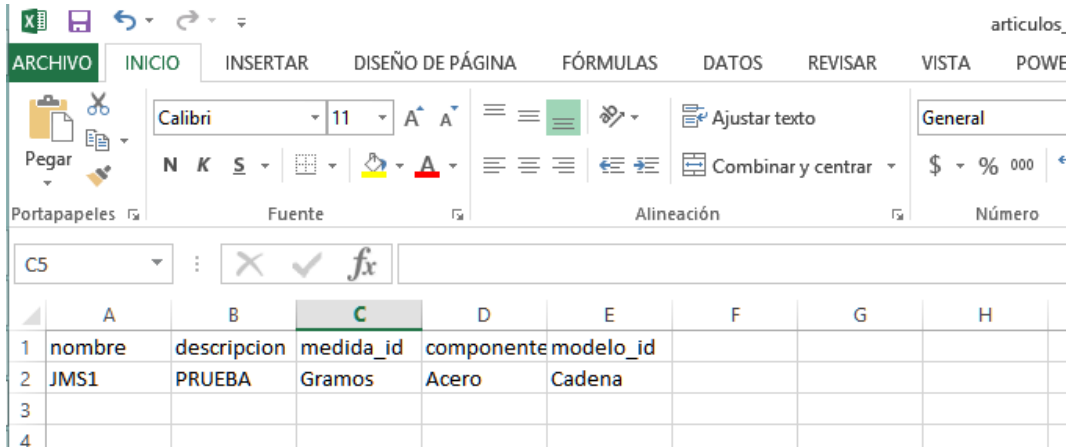 articulos_
ARCHIVO INICIO INSERTAR DISEÑO DE PÁGINA FÓRMULAS DATOS REVISAR VISTA POWE
Calibri 11 A A Ajustar texto General
Pegar N K S A Combinar y centrar $ % 000
Portapapeles Fuente Alineación Número
C5 fx
A B C D E F G H
1 nombre descripcion medida_id componente modelo_id
2 JMS1 PRUEBA Gramos Acero Cadena
3
4